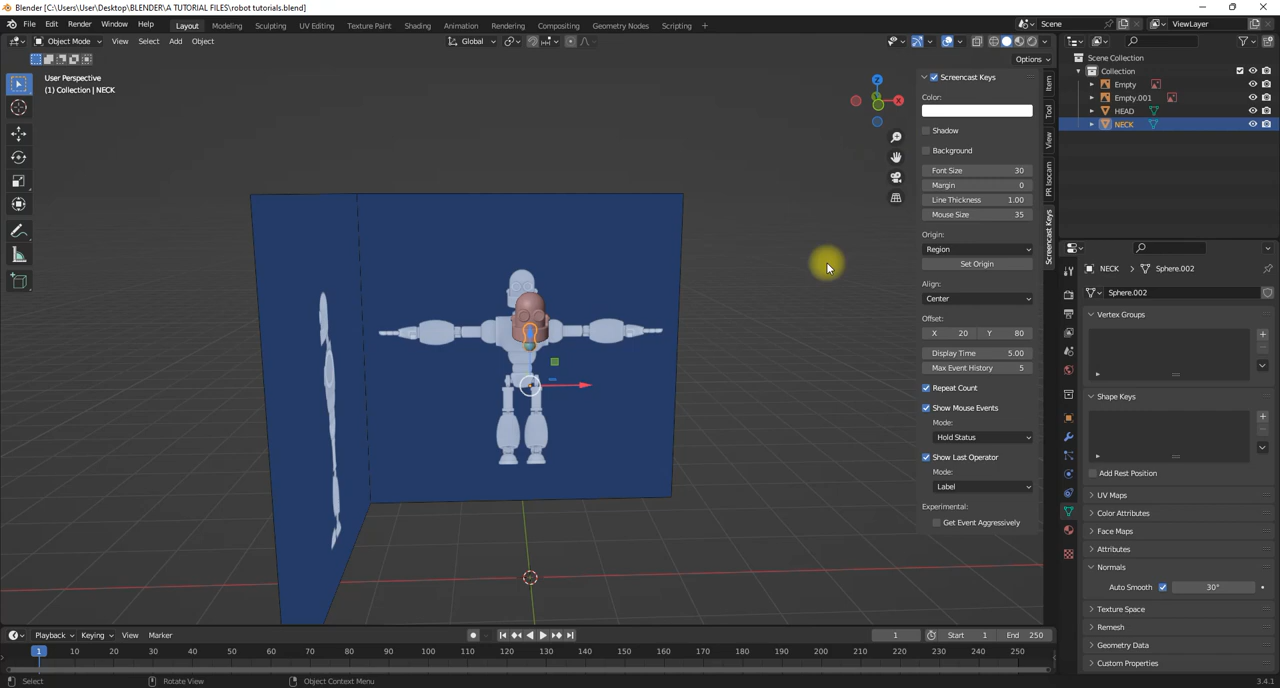 Blender [C:\Users\User\Desktop\BLENDER\A TUTORIAL FILES\robot tutorials.blend]
File Edit Render Window Help Layout Modeling Sculpting UV Editing Texture Paint Shading Animation Rendering Compositing Geometry Nodes Scripting + Scene ViewLayer
Object Mode View Select Add Object Global
Options
User Perspective
(1) Collection | NECK
Z
X
Screencast Keys
Color:
Shadow
Background
Font Size 30
Margin 0
Line Thickness 1.00
Mouse Size 35
Origin:
Region
Set Origin
Align:
Center
Offset:
X 20 Y 80
Display Time 5.00
Max Event History 5
Repeat Count
Show Mouse Events
Mode:
Hold Status
Show Last Operator
Mode:
Label
Experimental:
Get Event Aggressively
Item
Tool
View
PR Isocam
Screencast Keys
Scene Collection
Collection
Empty
Empty.001
HEAD
NECK
NECK Sphere.002
Sphere.002
Vertex Groups
Shape Keys
Add Rest Position
UV Maps
Color Attributes
Face Maps
Attributes
Normals
Auto Smooth 30°
Texture Space
Remesh
Geometry Data
Custom Properties
Playback Keying View Marker 1 Start 1 End 250
1 10 20 30 40 50 60 70 80 90 100 110 120 130 140 150 160 170 180 190 200 210 220 230 240 250
Select Rotate View Object Context Menu 3.4.1